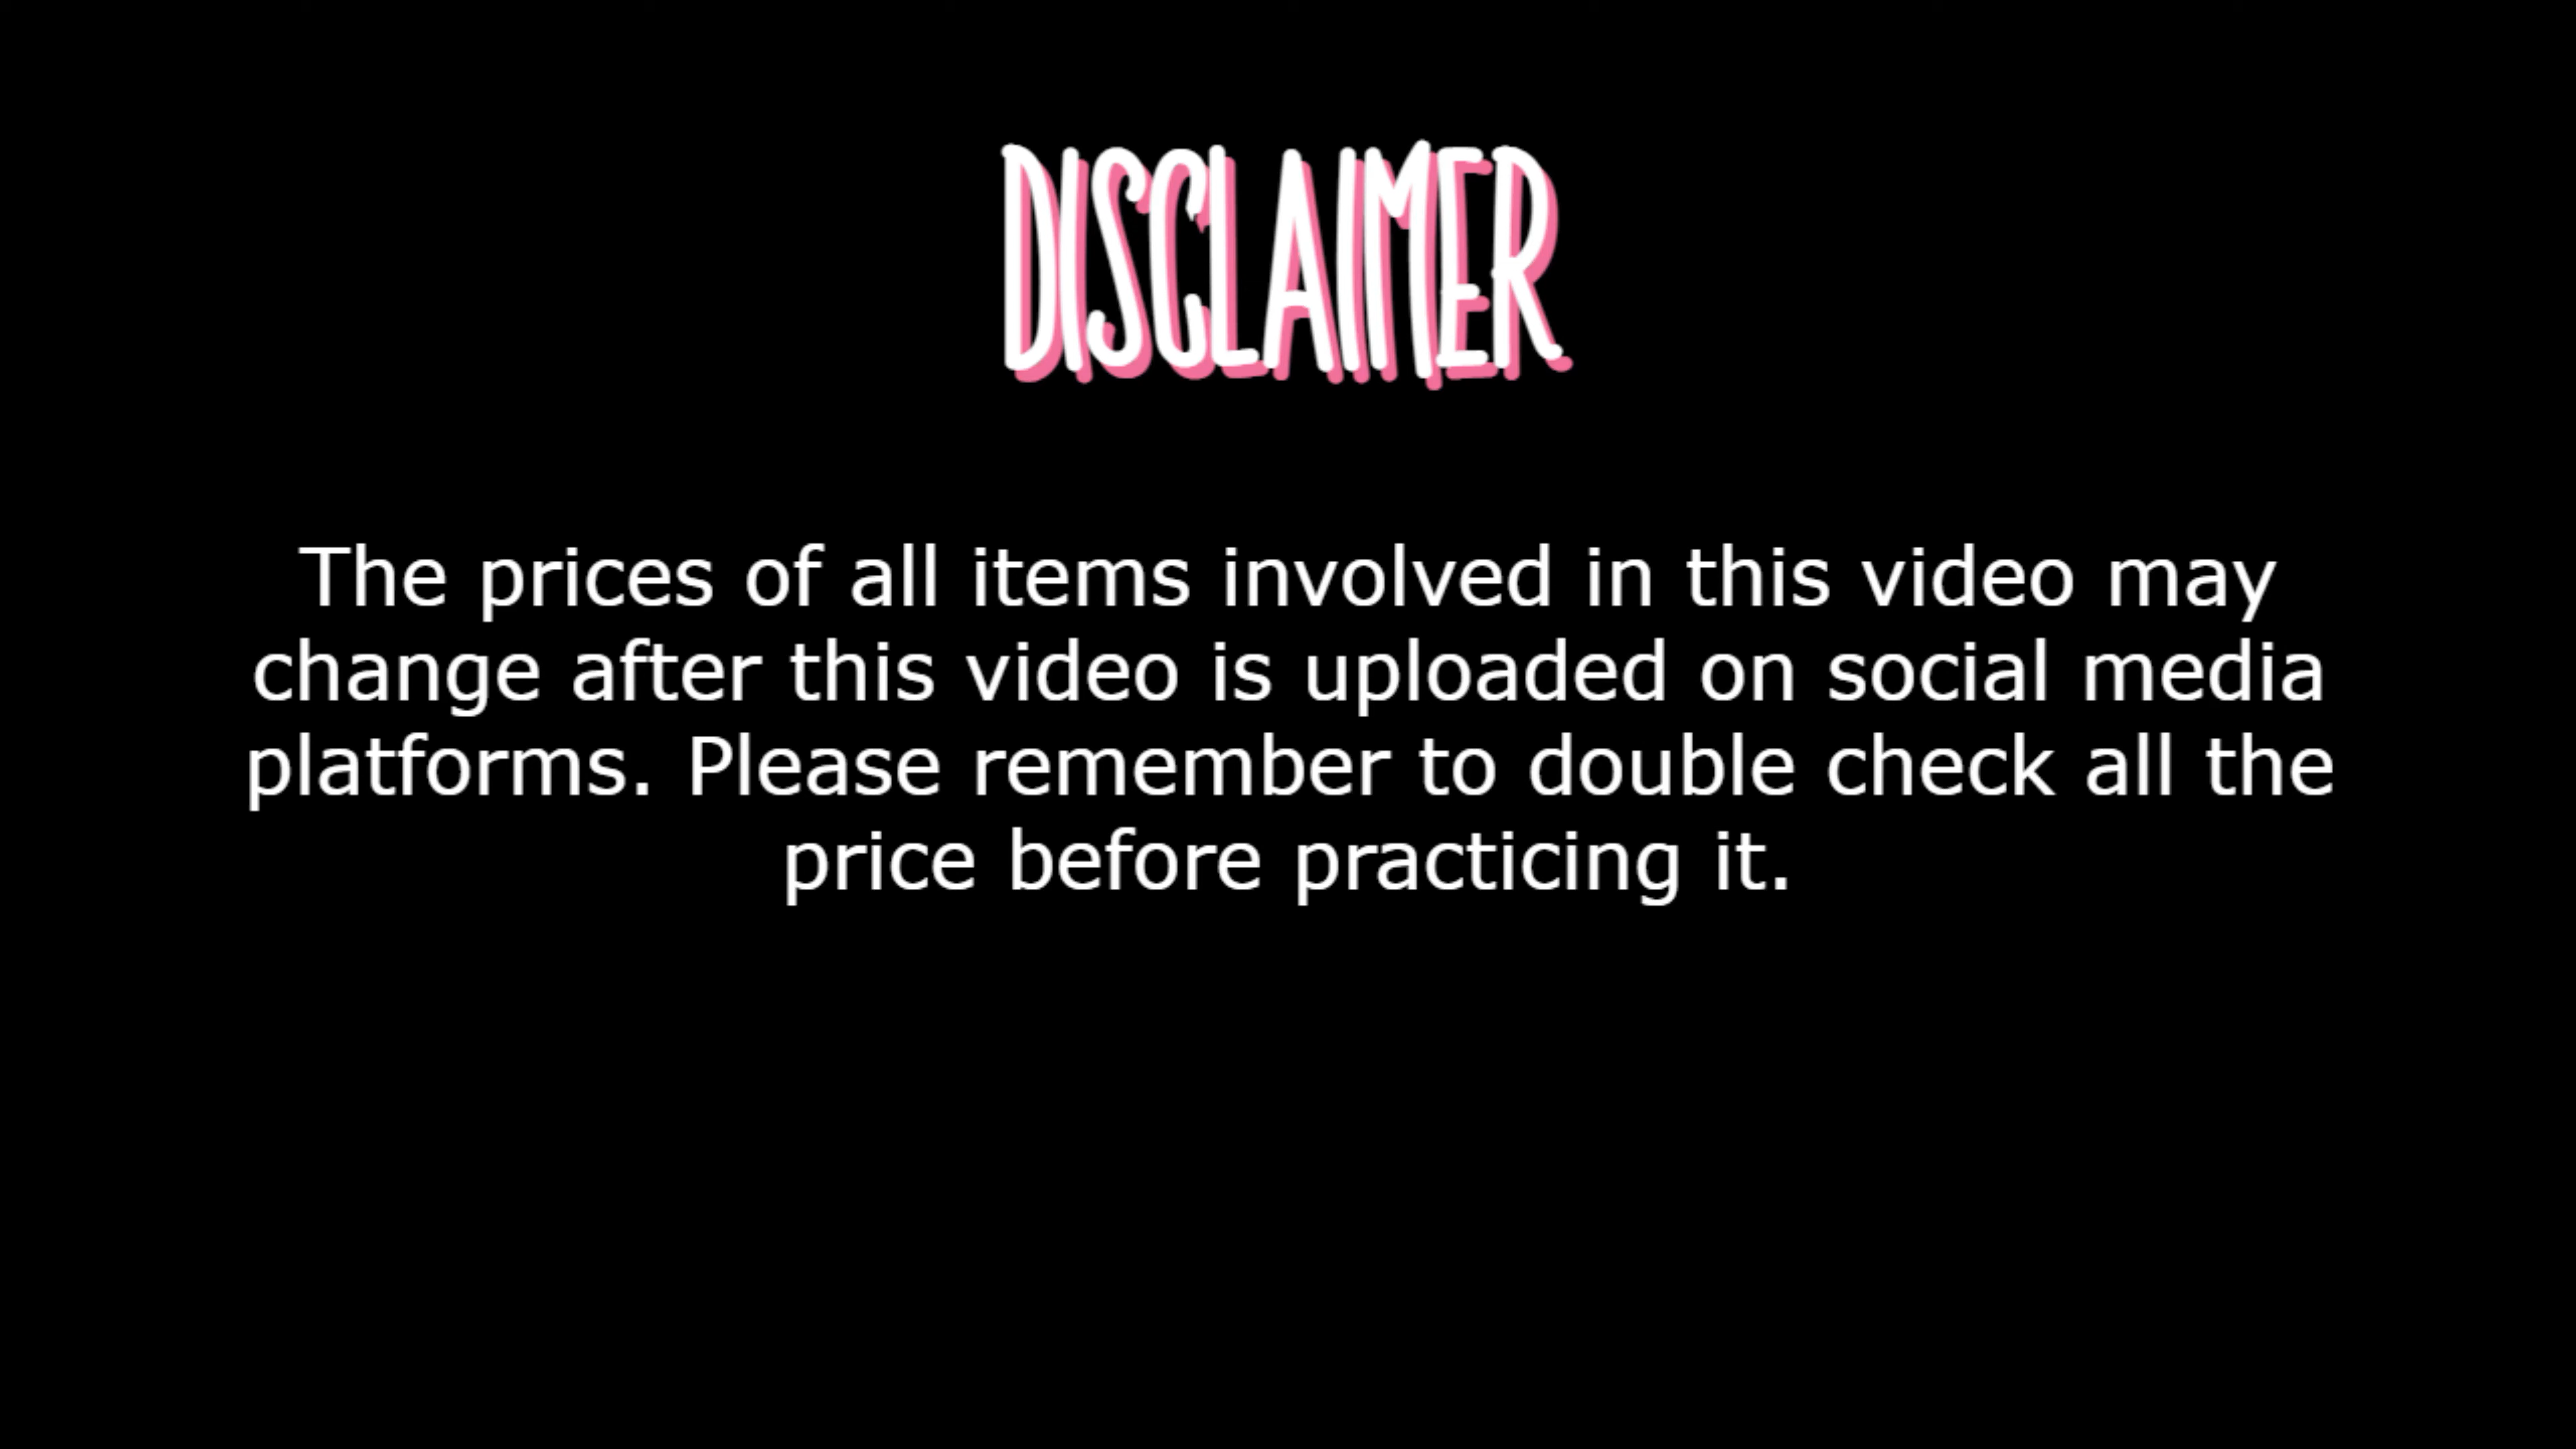 DISCLAIMER
The prices of all items involved in this video may
change after this video is uploaded on social media
platforms. Please remember to double check all the
price before practicing it.